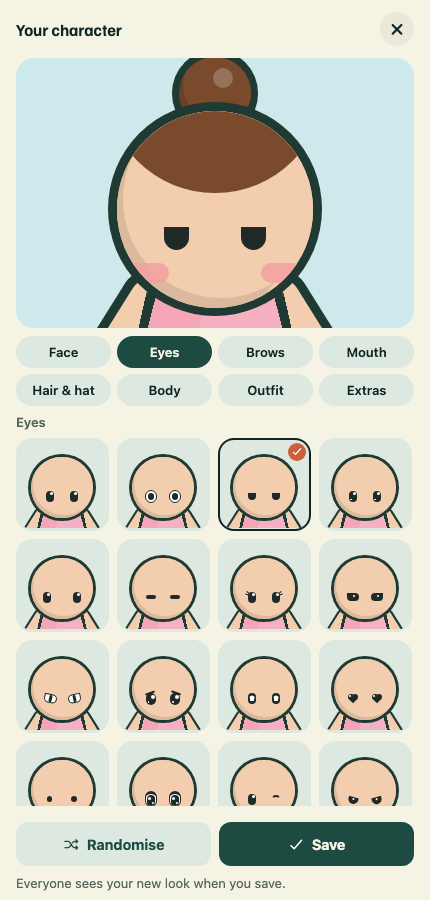 Your character
Face
Eyes
Brows
Mouth
Hair & hat
Body
Outfit
Extras
Eyes
Randomise
Save
Everyone sees your new look when you save.